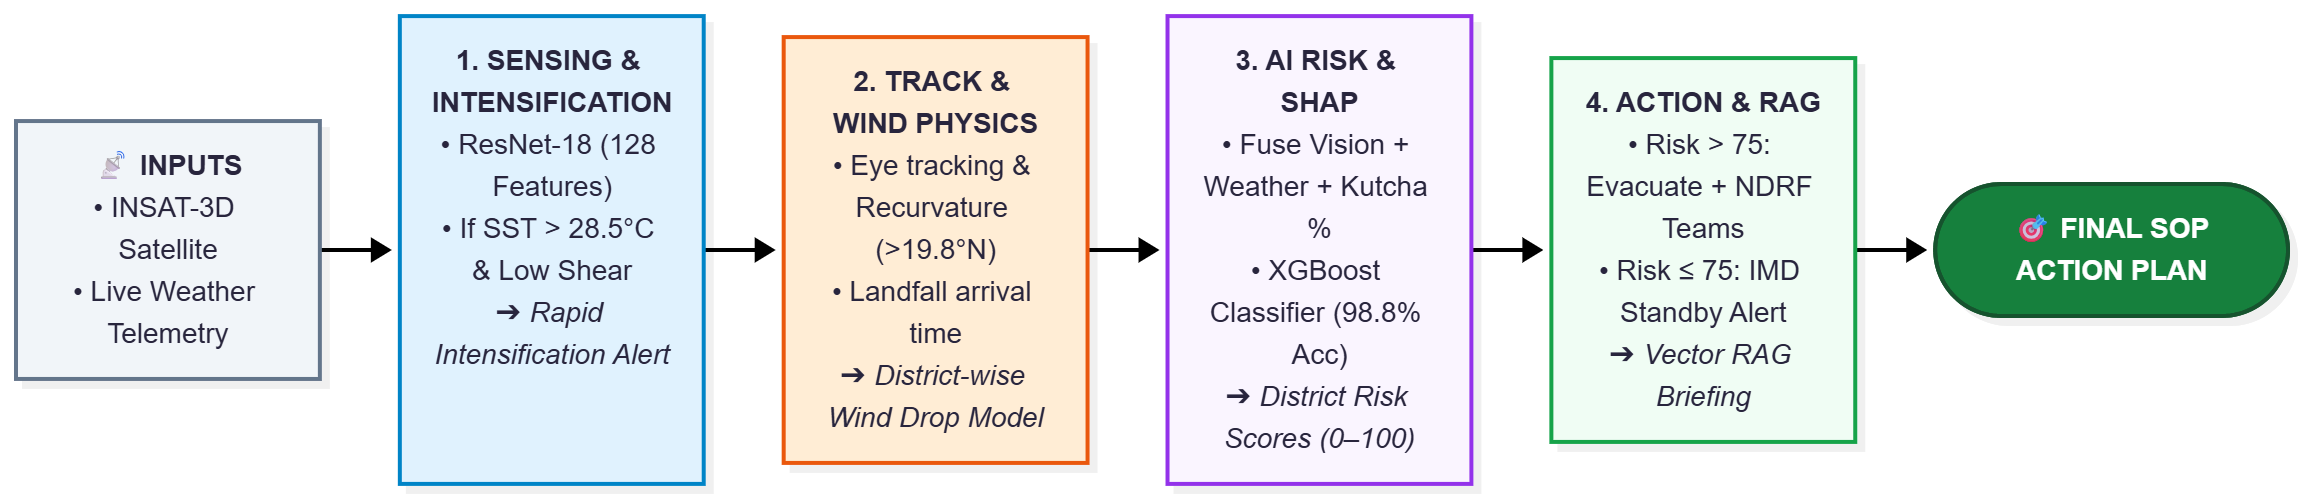 INPUTS
• INSAT-3D
Satellite
• Live Weather
Telemetry
1. SENSING &
INTENSIFICATION
• ResNet-18 (128
Features)
• If SST > 28.5°C
& Low Shear
➔ Rapid
Intensification Alert
2. TRACK &
WIND PHYSICS
• Eye tracking &
Recurvature
(>19.8°N)
• Landfall arrival
time
➔ District-wise
Wind Drop Model
3. AI RISK &
SHAP
• Fuse Vision +
Weather + Kutcha
%
• XGBoost
Classifier (98.8%
Acc)
➔ District Risk
Scores (0–100)
4. ACTION & RAG
• Risk > 75:
Evacuate + NDRF
Teams
• Risk ≤ 75: IMD
Standby Alert
➔ Vector RAG
Briefing
FINAL SOP
ACTION PLAN